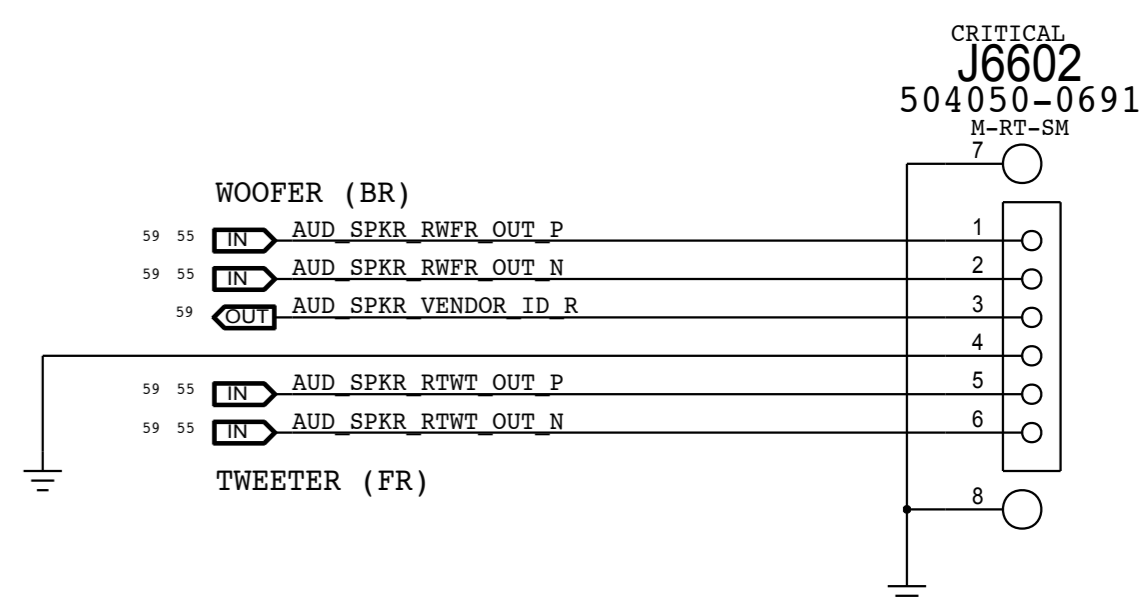 CRITICAL
J6602
504050-0691
M-RT-SM
7
WOOFER (BR)
59 55 IN AUD_SPKR_RWFR_OUT_P 1
59 55 IN AUD_SPKR_RWFR_OUT_N 2
59 OUT AUD_SPKR_VENDOR_ID_R 3
4
59 55 IN AUD_SPKR_RTWT_OUT_P 5
59 55 IN AUD_SPKR_RTWT_OUT_N 6
TWEETER (FR)
8